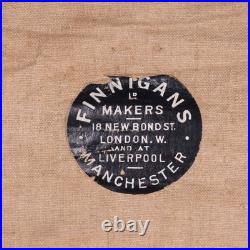 FINNIGANS
LD
MAKERS
18 NEW BOND ST.
LONDON. W.
AND AT
LIVERPOOL
MANCHESTER